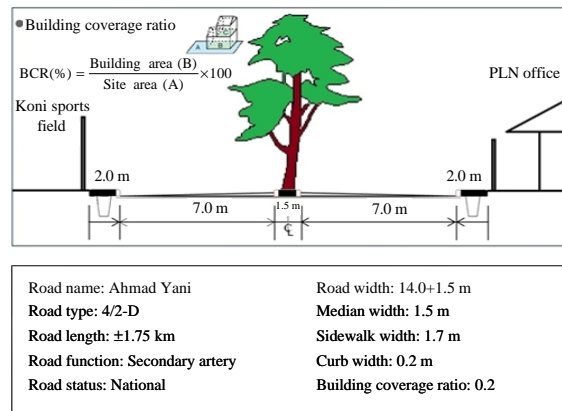 Building coverage ratio
BCR(%) = Building area (B) / Site area (A) ×100
A
B
C
PLN office
Koni sports
field
2.0 m
2.0 m
7.0 m
1.5 m
7.0 m
℄
Road name: Ahmad Yani
Road type: 4/2-D
Road length: ±1.75 km
Road function: Secondary artery
Road status: National
Road width: 14.0+1.5 m
Median width: 1.5 m
Sidewalk width: 1.7 m
Curb width: 0.2 m
Building coverage ratio: 0.2